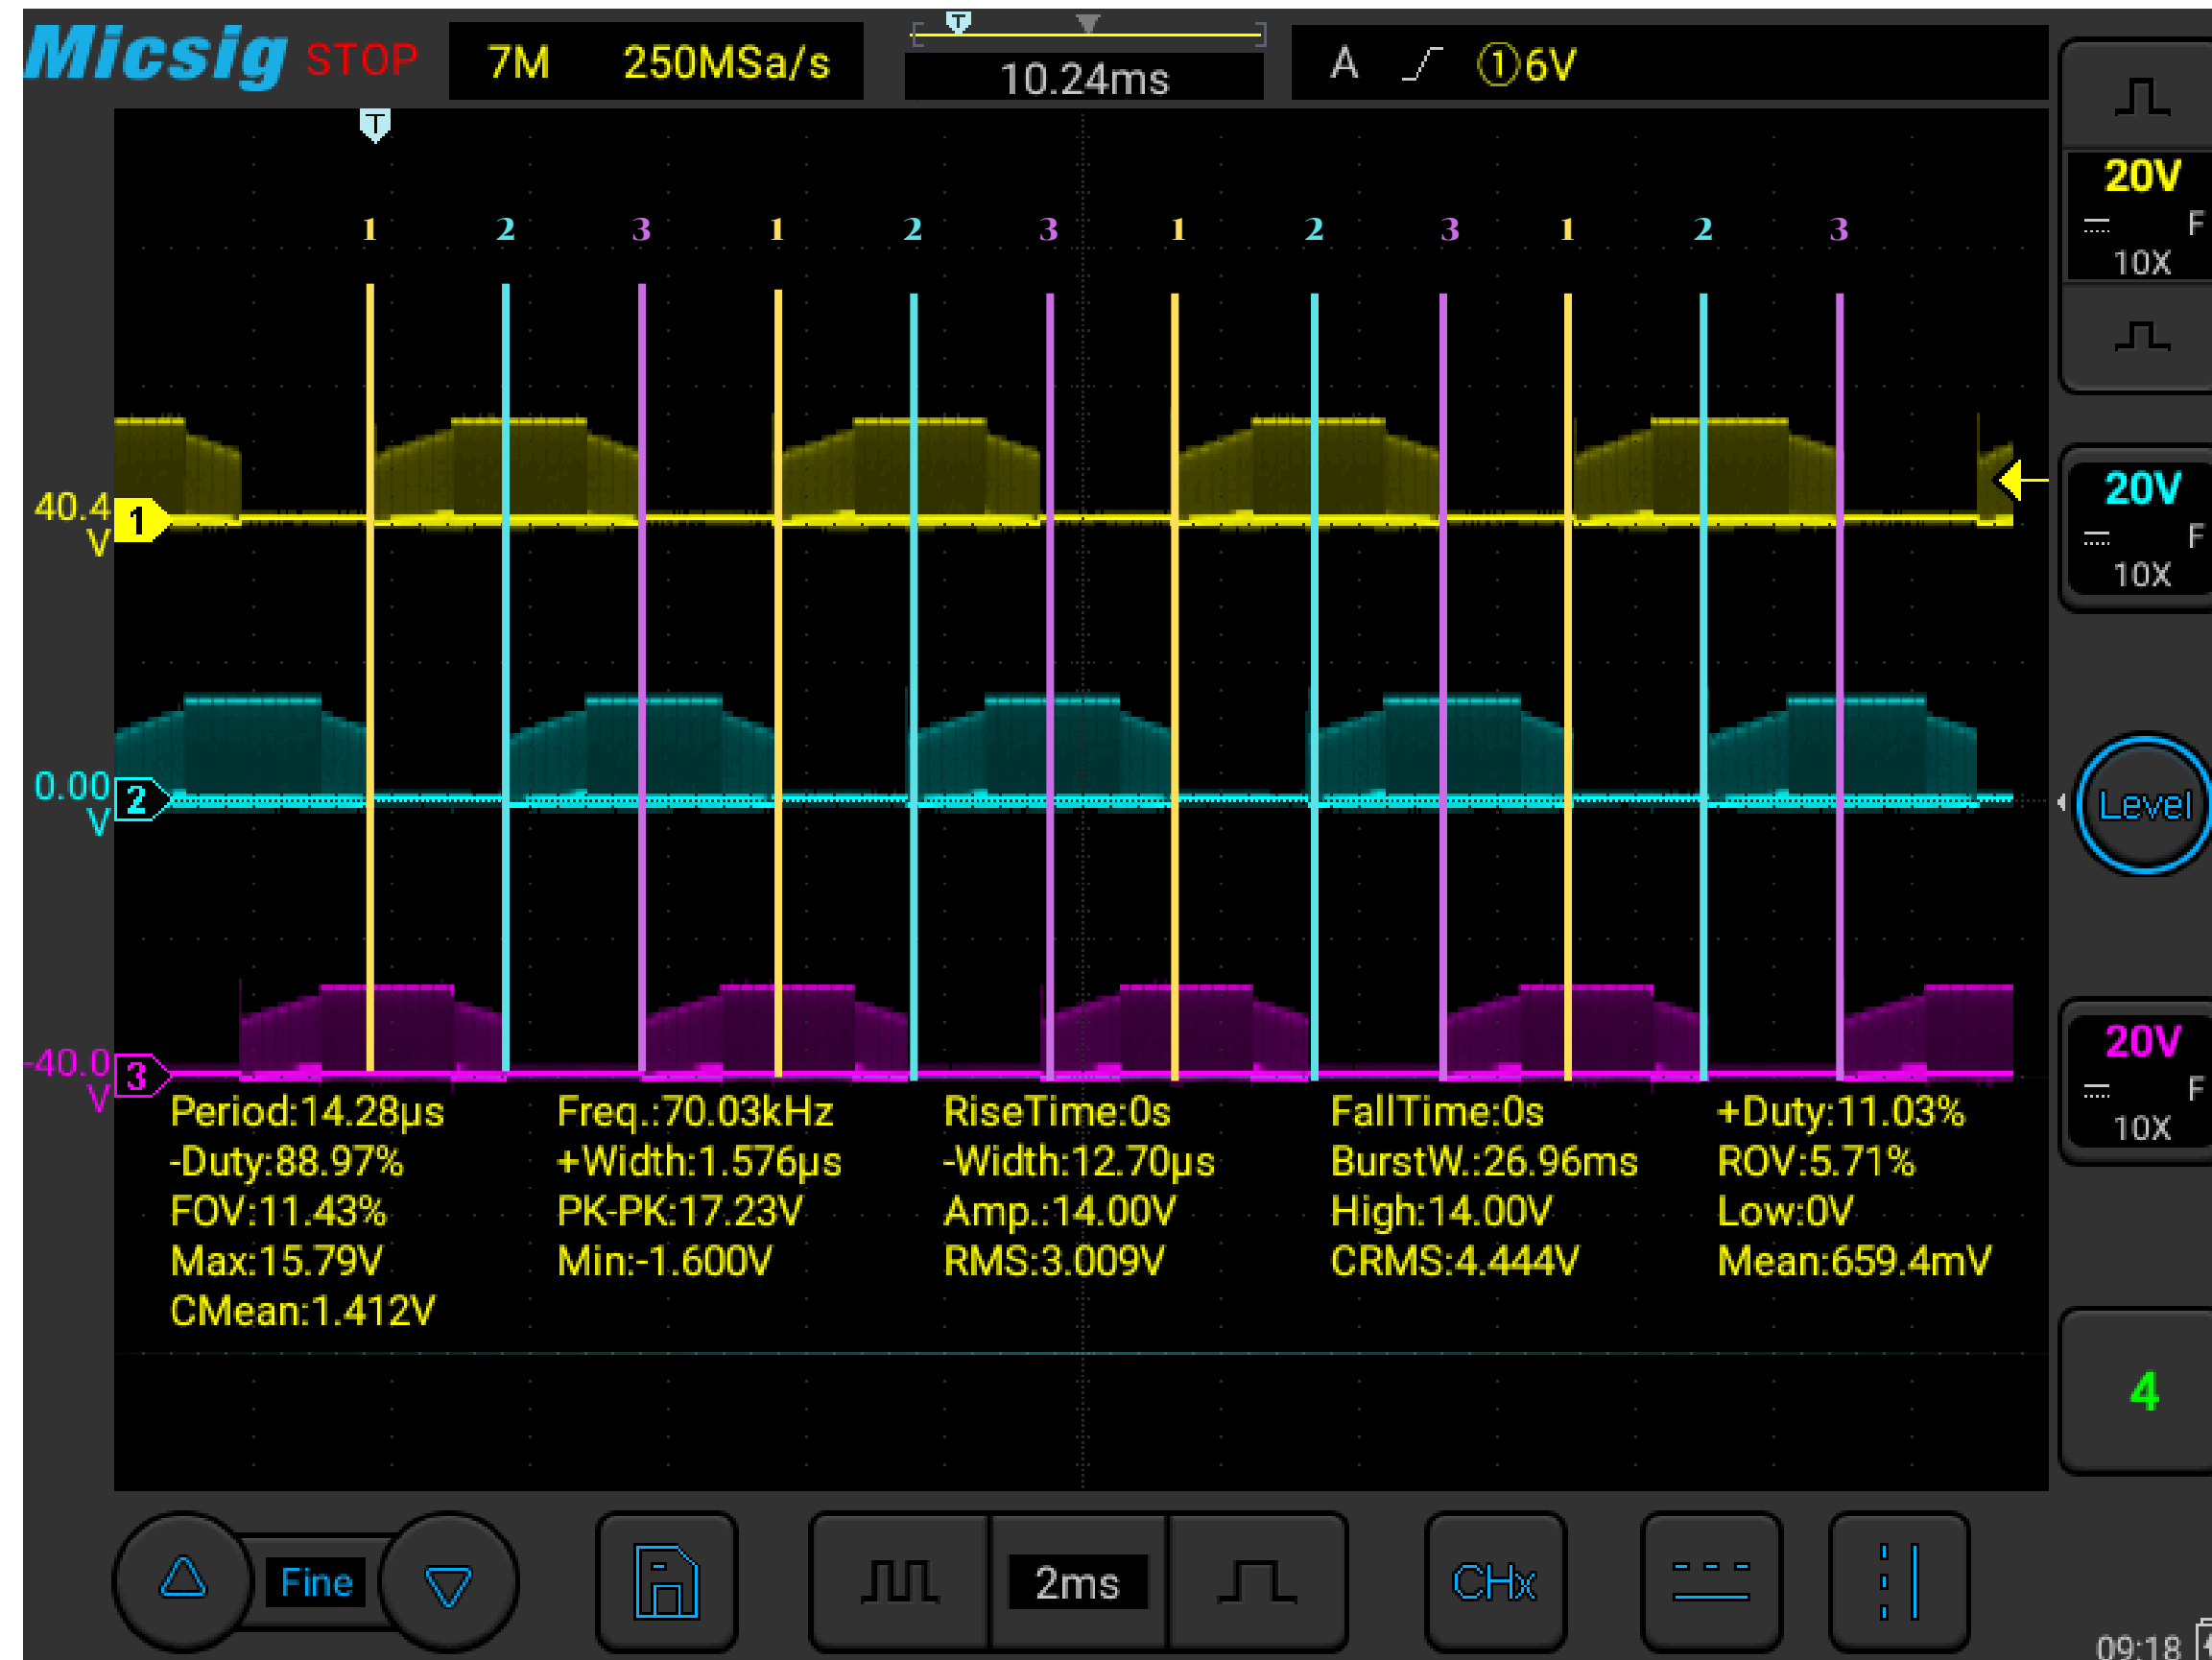 Micsig STOP 7M 250MSa/s T 10.24ms A ①6V
T
20V
F
10X
1 2 3 1 2 3 1 2 3 1 2 3
40.4
V
1
20V
F
10X
0.00
V
2
Level
-40.0
V
3
20V
F
10X
Period:14.28µs Freq.:70.03kHz RiseTime:0s FallTime:0s +Duty:11.03%
-Duty:88.97% +Width:1.576µs -Width:12.70µs BurstW.:26.96ms ROV:5.71%
FOV:11.43% PK-PK:17.23V Amp.:14.00V High:14.00V Low:0V
Max:15.79V Min:-1.600V RMS:3.009V CRMS:4.444V Mean:659.4mV
CMean:1.412V
4
Fine 2ms CHx
09:18